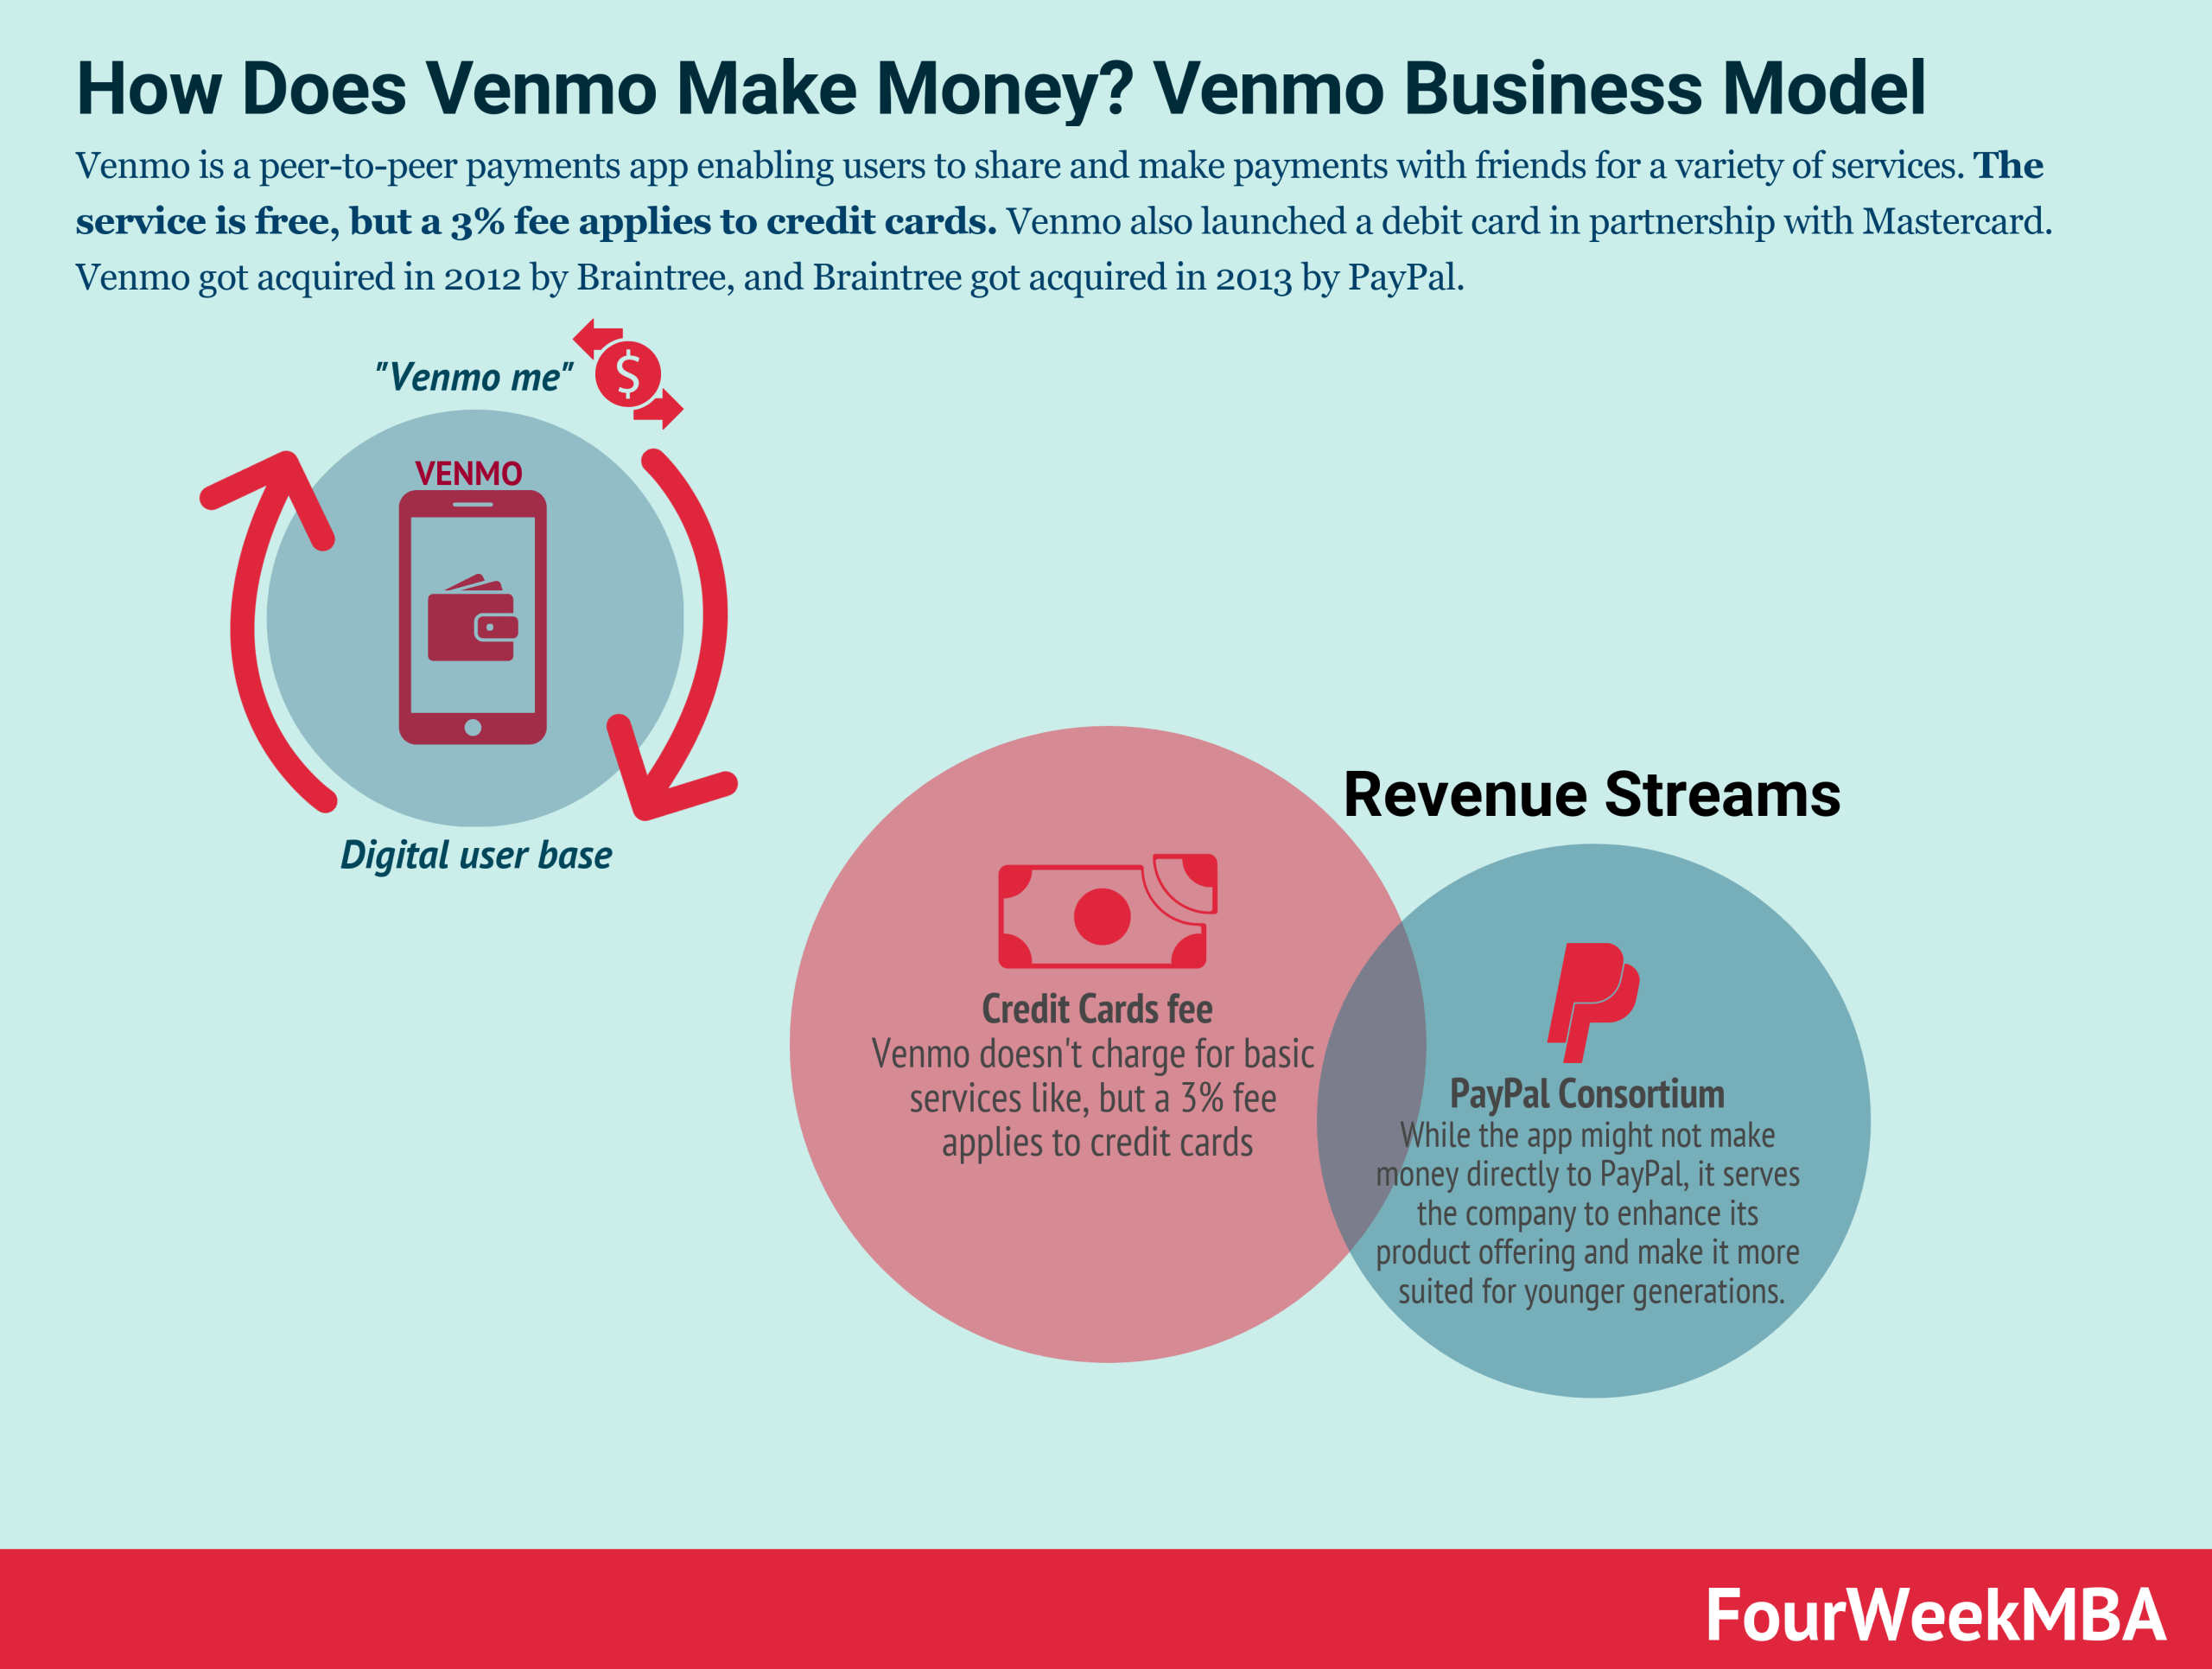 How Does Venmo Make Money? Venmo Business Model
Venmo is a peer-to-peer payments app enabling users to share and make payments with friends for a variety of services. The
service is free, but a 3% fee applies to credit cards. Venmo also launched a debit card in partnership with Mastercard.
Venmo got acquired in 2012 by Braintree, and Braintree got acquired in 2013 by PayPal.
"Venmo me"
$
VENMO
Digital user base
Revenue Streams
Credit Cards fee
Venmo doesn't charge for basic
services like, but a 3% fee
applies to credit cards
PayPal Consortium
While the app might not make
money directly to PayPal, it serves
the company to enhance its
product offering and make it more
suited for younger generations.
FourWeekMBA